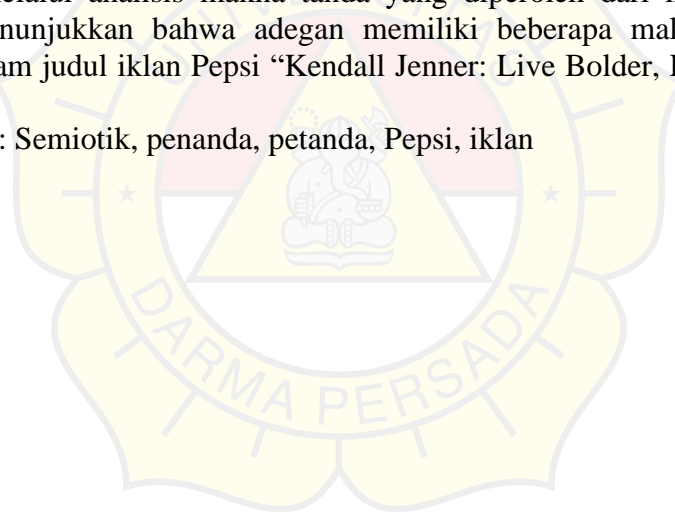 analisis makna tanda yang diperoleh dari
nunjukkan bahwa adegan memiliki beberapa mak
am judul iklan Pepsi “Kendall Jenner: Live Bolder,
: Semiotik, penanda, petanda, Pepsi, iklan
DARMA PERSADA